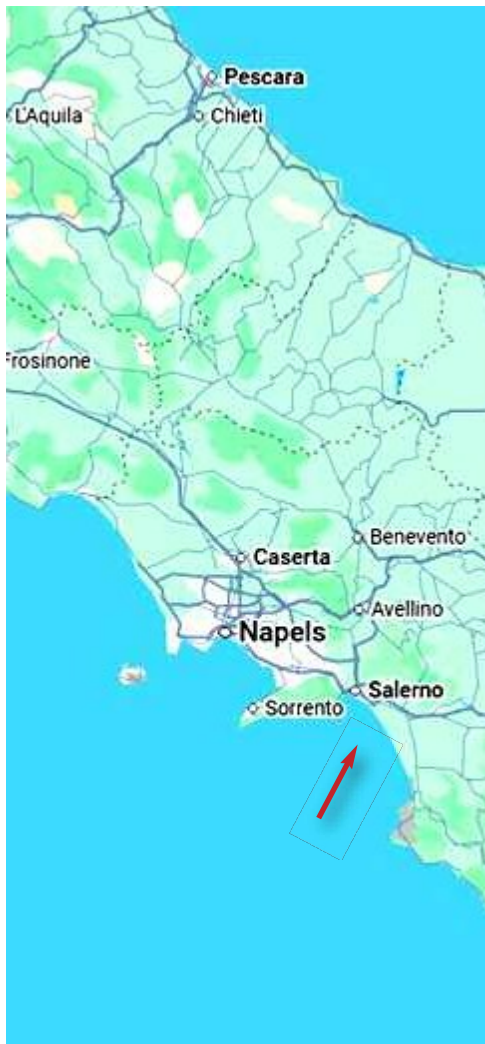 Pescara
L'Aquila
Chieti
Frosinone
Benevento
Caserta
Avellino
Napels
Salerno
Sorrento